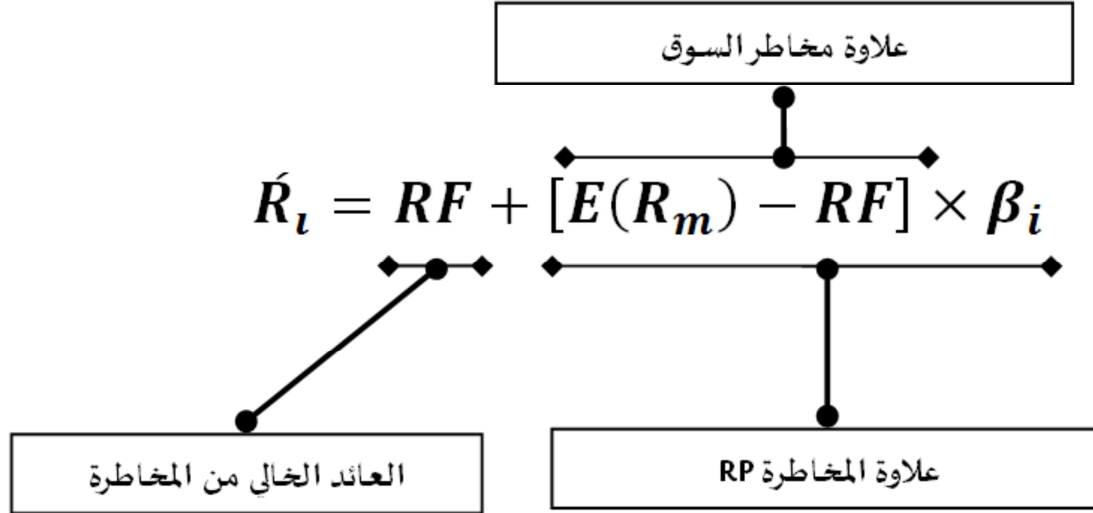 علاوة مخاطر السوق
Ŕᵢ = RF + [E(Rₘ) − RF] × βᵢ
العائد الخالي من المخاطرة
علاوة المخاطرة RP